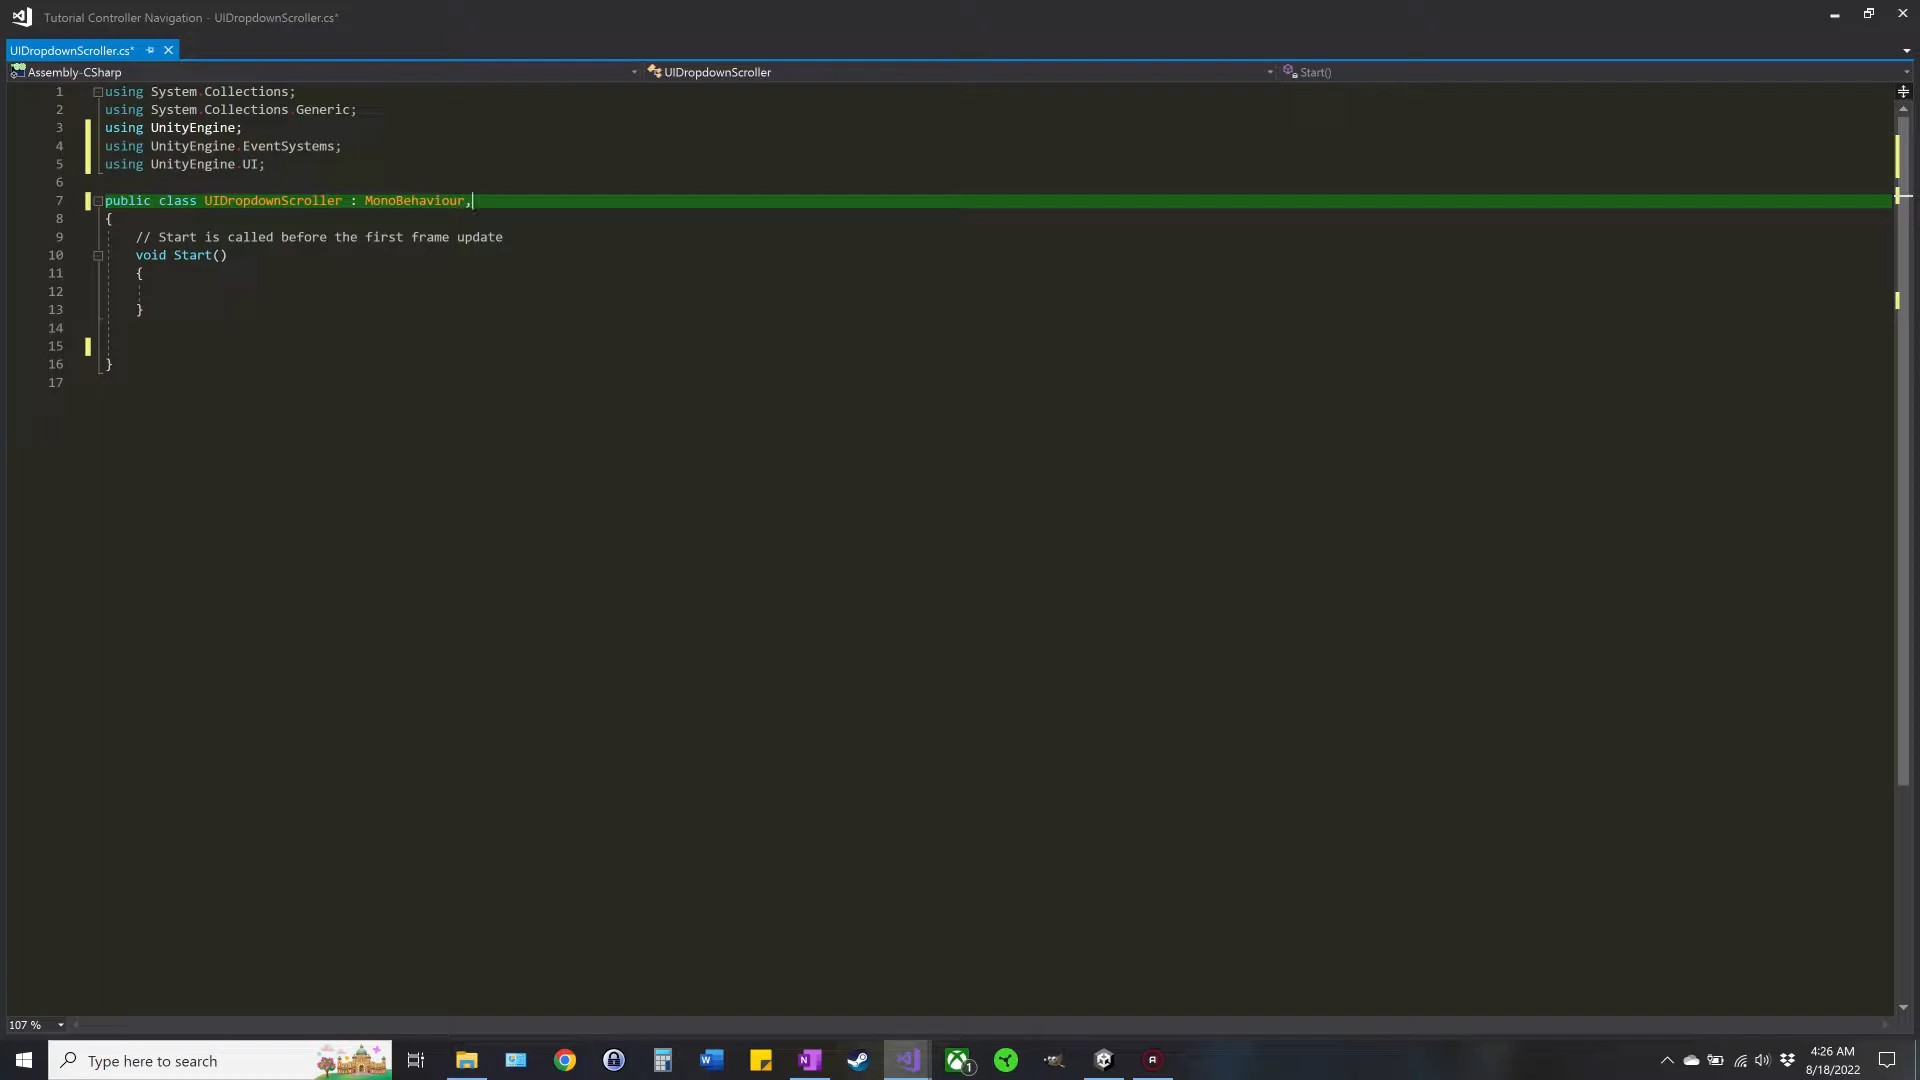 Tutorial Controller Navigation - UIDropdownScroller.cs*
UIDropdownScroller.cs*
Assembly-CSharp
UIDropdownScroller
Start()
1 using System.Collections;
2 using System.Collections.Generic;
3 using UnityEngine;
4 using UnityEngine.EventSystems;
5 using UnityEngine.UI;
6
7 public class UIDropdownScroller : MonoBehaviour,
8 {
9 // Start is called before the first frame update
10 void Start()
11 {
12
13 }
14
15
16 }
17
107 %
Type here to search
1
4:26 AM
8/18/2022